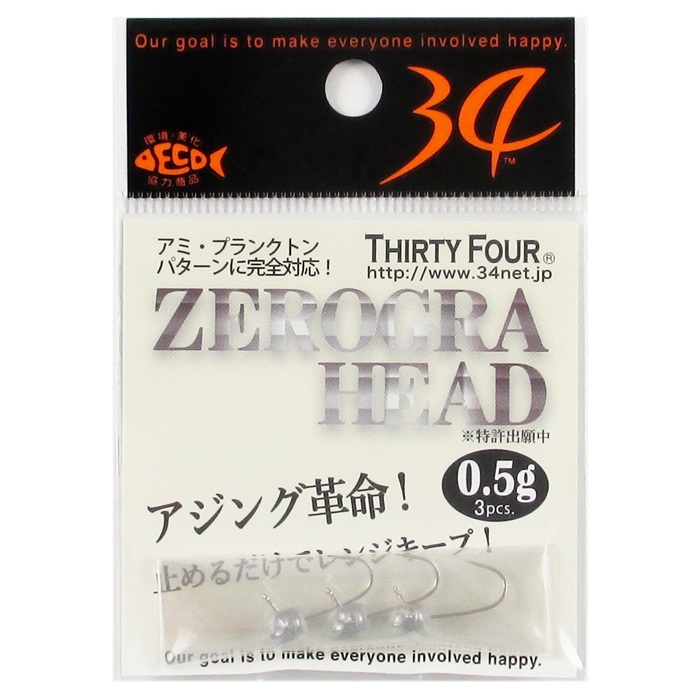 Our goal is to make everyone involved happy.
環境・美化
ECO
協力商品
34™
アミ・プランクトン
パターンに完全対応！
THIRTY FOUR®
http://www.34net.jp
ZEROGRA
HEAD
※特許出願中
0.5g
3pcs.
アジング革命！
止めるだけでレンジキープ！
Our goal is to make everyone involved happy.